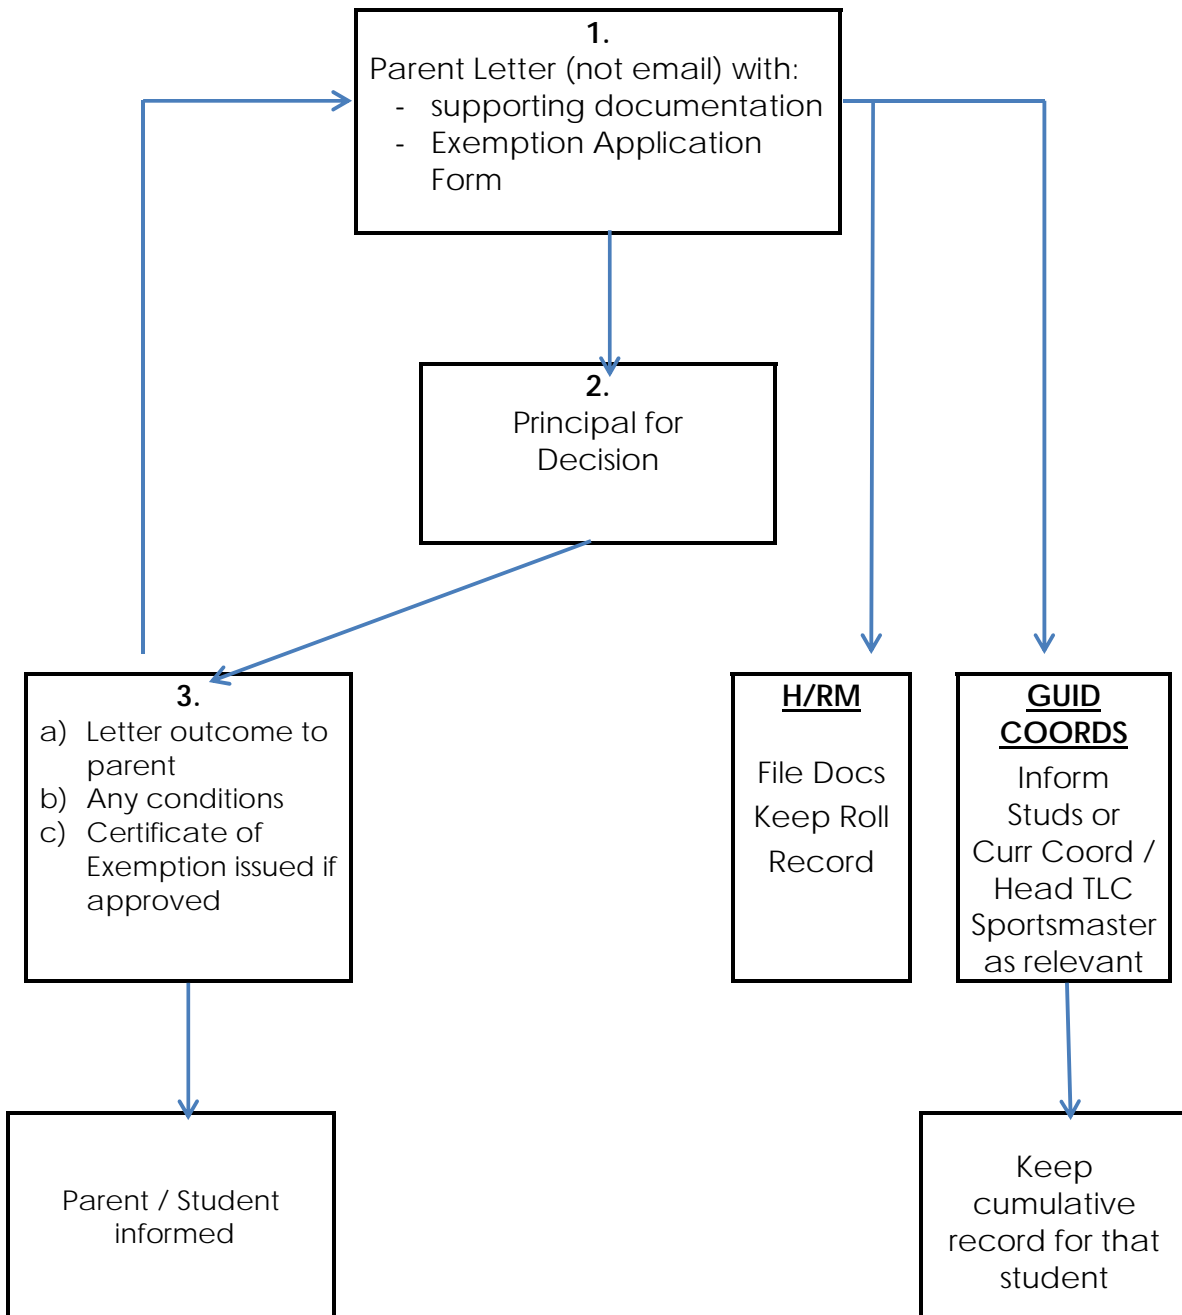 1.
Parent Letter (not email) with:
- supporting documentation
- Exemption Application
Form
2.
Principal for
Decision
3.
a) Letter outcome to
parent
b) Any conditions
c) Certificate of
Exemption issued if
approved
H/RM
File Docs
Keep Roll
Record
GUID
COORDS
Inform
Studs or
Curr Coord /
Head TLC
Sportsmaster
as relevant
Parent / Student
informed
Keep
cumulative
record for that
student